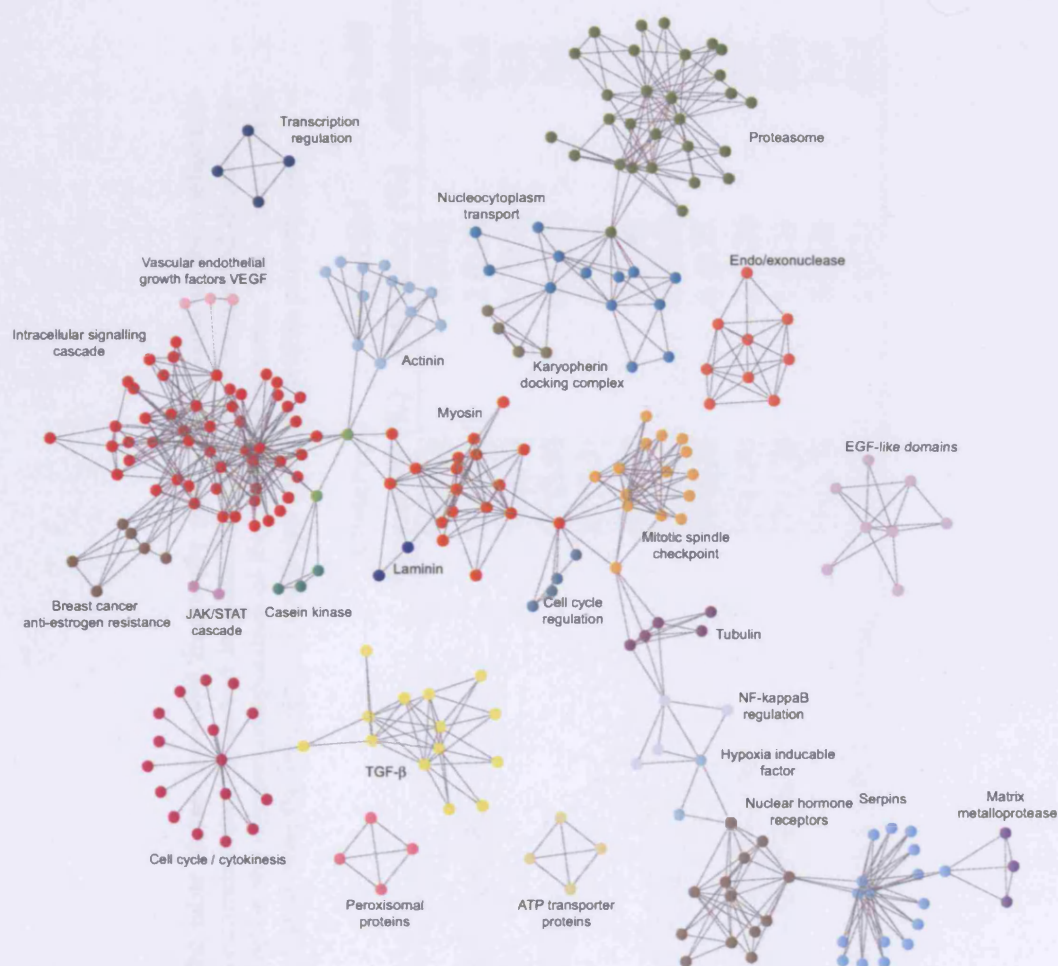 Transcription
regulation
Proteasome
Nucleocytoplasm
transport
Vascular endothelial
growth factors VEGF
Endo/exonuclease
Intracellular signalling
cascade
Actinin
Karyopherin
docking complex
Myosin
EGF-like domains
Mitotic spindle
checkpoint
Laminin
Breast cancer
anti-estrogen resistance
JAK/STAT
cascade
Casein kinase
Cell cycle
regulation
Tubulin
NF-kappaB
regulation
Hypoxia inducable
factor
TGF-β
Nuclear hormone
receptors
Serpins
Matrix
metalloprotease
Cell cycle / cytokinesis
Peroxisomal
proteins
ATP transporter
proteins